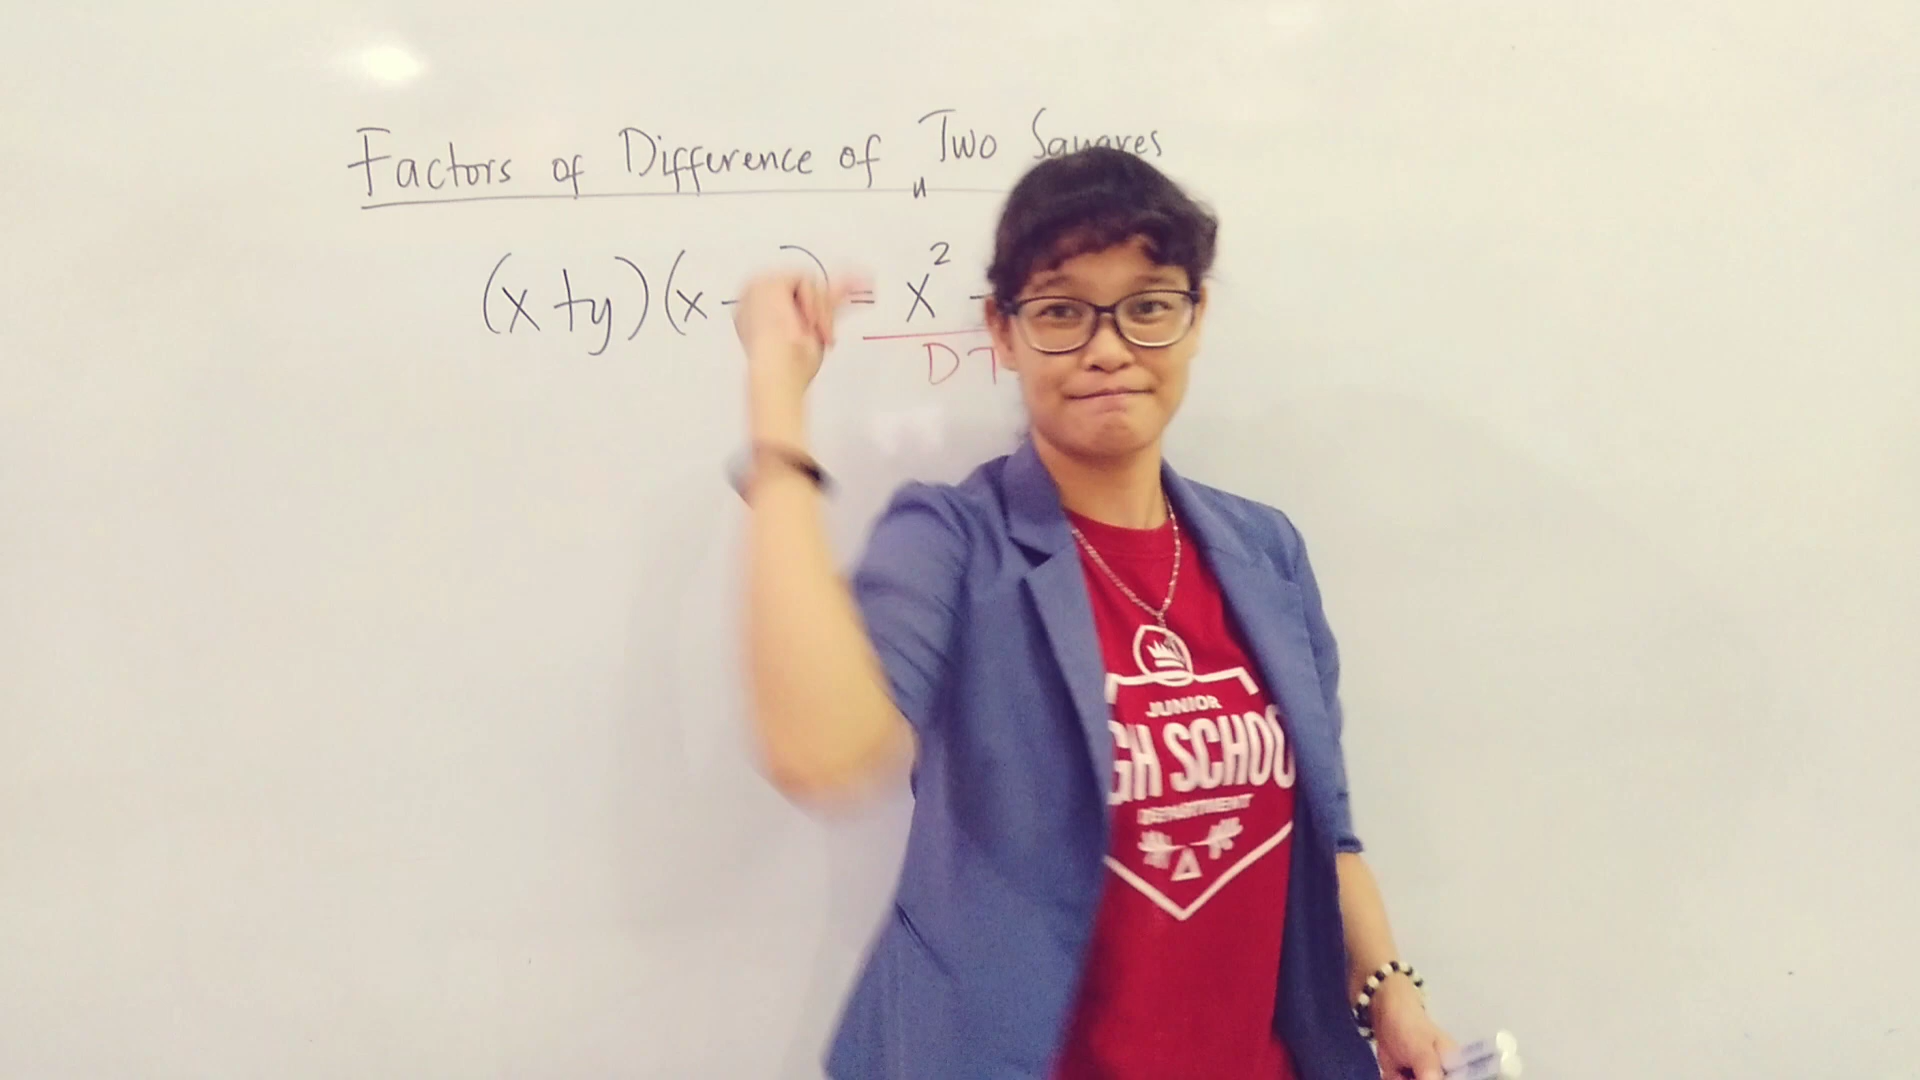 Factors of Difference of Two Squares
(x+y)(x- ) = x² -
DT
JUNIOR
GH SCHOO
DEPARTMENT